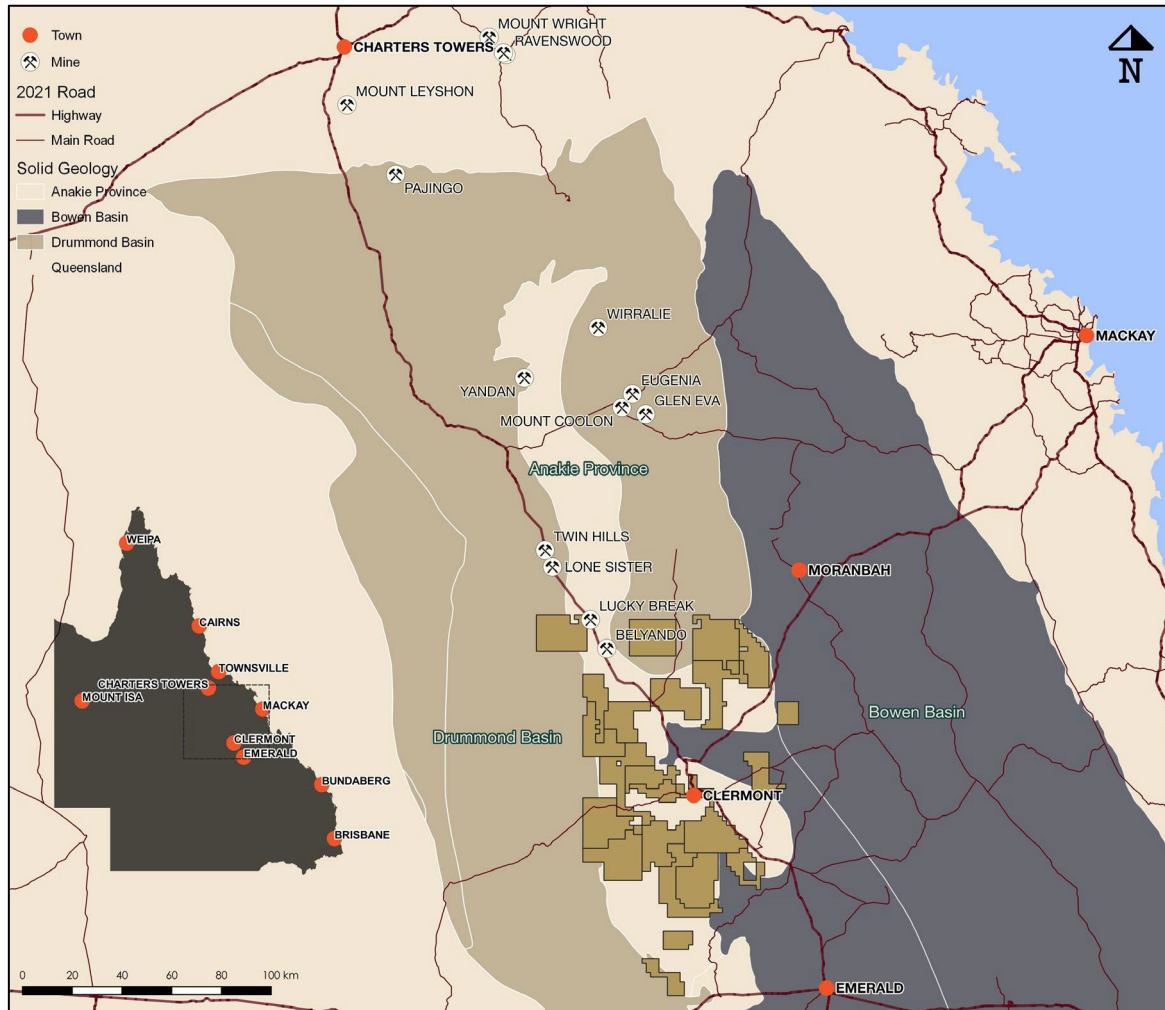 Town
Mine
2021 Road
Highway
Main Road
Solid Geology
Anakie Province
Bowen Basin
Drummond Basin
Queensland
MOUNT WRIGHT
RAVENSWOOD
CHARTERS TOWERS
MOUNT LEYSHON
PAJINGO
N
WIRRALIE
MACKAY
YANDAN
EUGENIA
GLEN EVA
MOUNT COOLON
Anakie Province
TWIN HILLS
LONE SISTER
MORANBAH
LUCKY BREAK
BELYANDO
Bowen Basin
Drummond Basin
CLERMONT
EMERALD
WEIPA
CAIRNS
TOWNSVILLE
CHARTERS TOWERS
MOUNT ISA
MACKAY
CLERMONT
EMERALD
BUNDABERG
BRISBANE
0 20 40 60 80 100 km